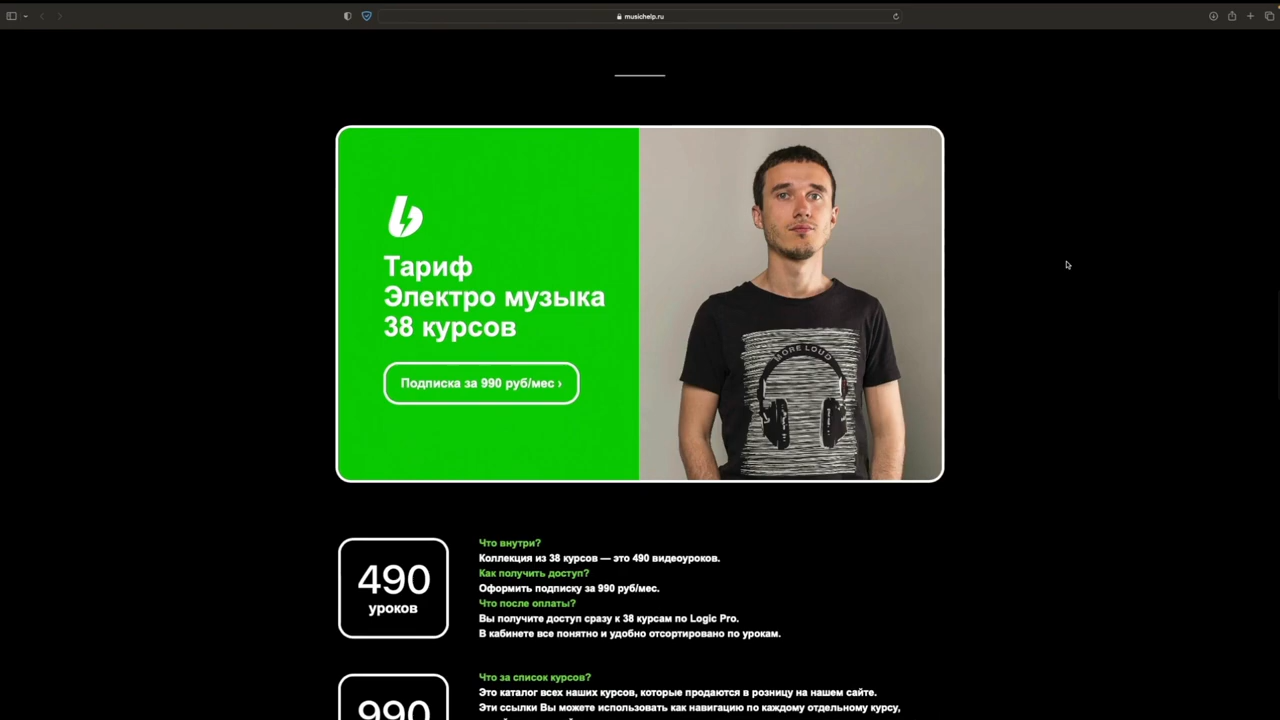 musichelp.ru
Тариф
Электро музыка
38 курсов
Подписка за 990 руб/мес ›
MORE LOUD
490
уроков
Что внутри?
Коллекция из 38 курсов — это 490 видеоуроков.
Как получить доступ?
Оформить подписку за 990 руб/мес.
Что после оплаты?
Вы получите доступ сразу к 38 курсам по Logic Pro.
В кабинете все понятно и удобно отсортировано по урокам.
990
Что за список курсов?
Это каталог всех наших курсов, которые продаются в розницу на нашем сайте.
Эти ссылки Вы можете использовать как навигацию по каждому отдельному курсу,